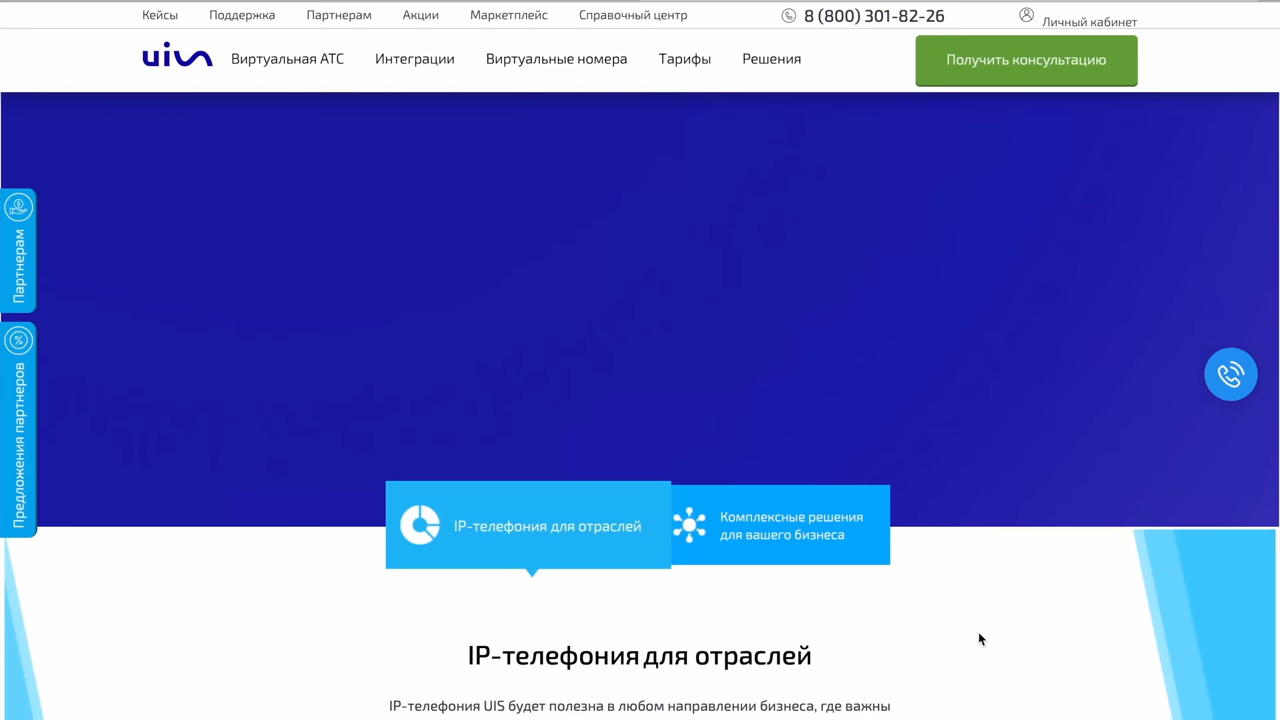 Кейсы Поддержка Партнерам Акции Маркетплейс Справочный центр 8 (800) 301-82-26 Личный кабинет
uis Виртуальная АТС Интеграции Виртуальные номера Тарифы Решения Получить консультацию
Партнерам
Предложения партнеров
IP-телефония для отраслей
Комплексные решения
для вашего бизнеса
IP-телефония для отраслей
IP-телефония UIS будет полезна в любом направлении бизнеса, где важны